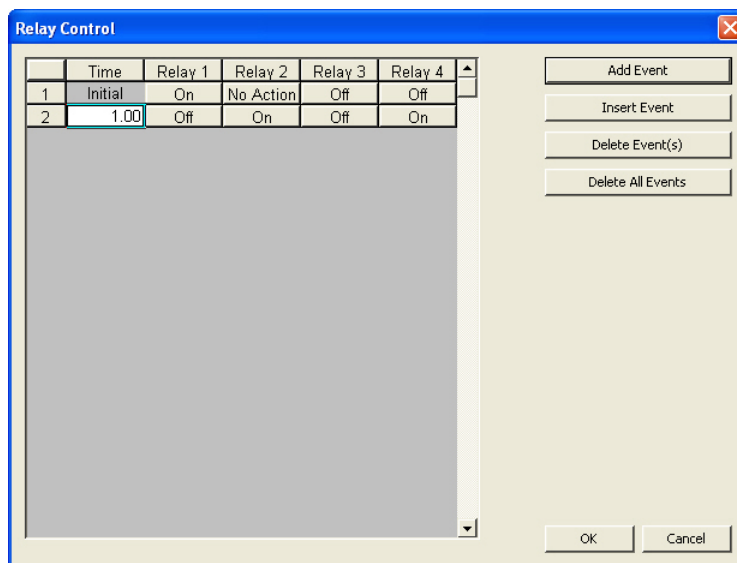 Relay Control
Time Relay 1 Relay 2 Relay 3 Relay 4
1 Initial On No Action Off Off
2 1.00 Off On Off On
Add Event
Insert Event
Delete Event(s)
Delete All Events
OK Cancel